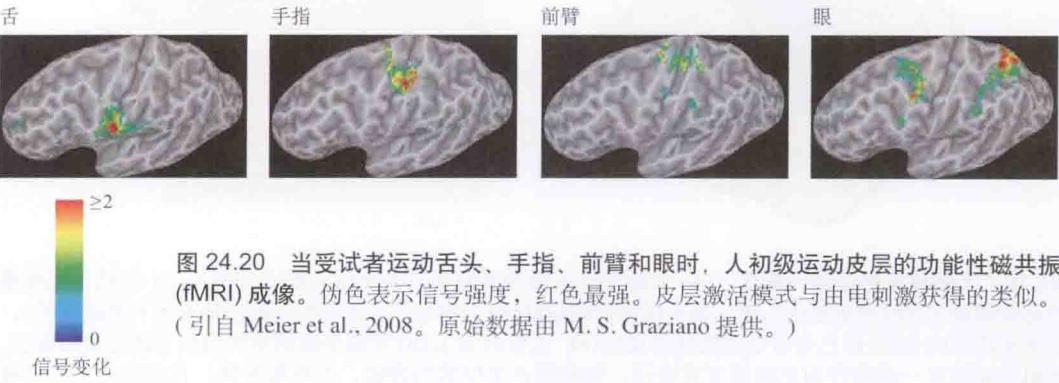 舌 手指 前臂 眼
≥2
0
信号变化
图 24.20 当受试者运动舌头、手指、前臂和眼时，人初级运动皮层的功能性磁共振
(fMRI) 成像。伪色表示信号强度，红色最强。皮层激活模式与由电刺激获得的类似。
( 引自 Meier et al., 2008。原始数据由 M. S. Graziano 提供。)